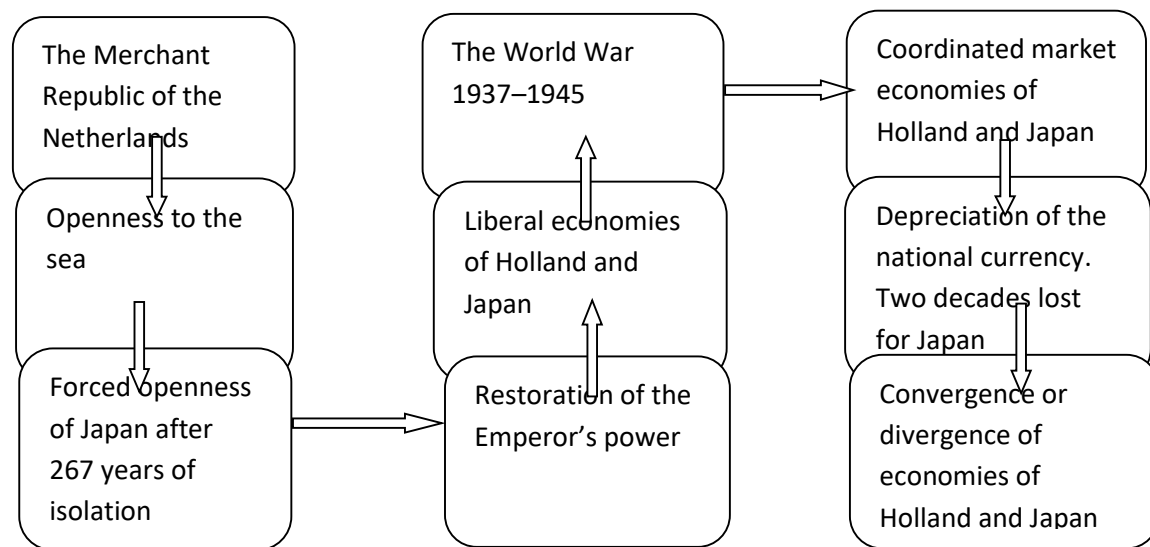 The Merchant
Republic of the
Netherlands
Openness to the
sea
Forced openness
of Japan after
267 years of
isolation
Restoration of the
Emperor’s power
Liberal economies
of Holland and
Japan
The World War
1937–1945
Coordinated market
economies of
Holland and Japan
Depreciation of the
national currency.
Two decades lost
for Japan
Convergence or
divergence of
economies of
Holland and Japan